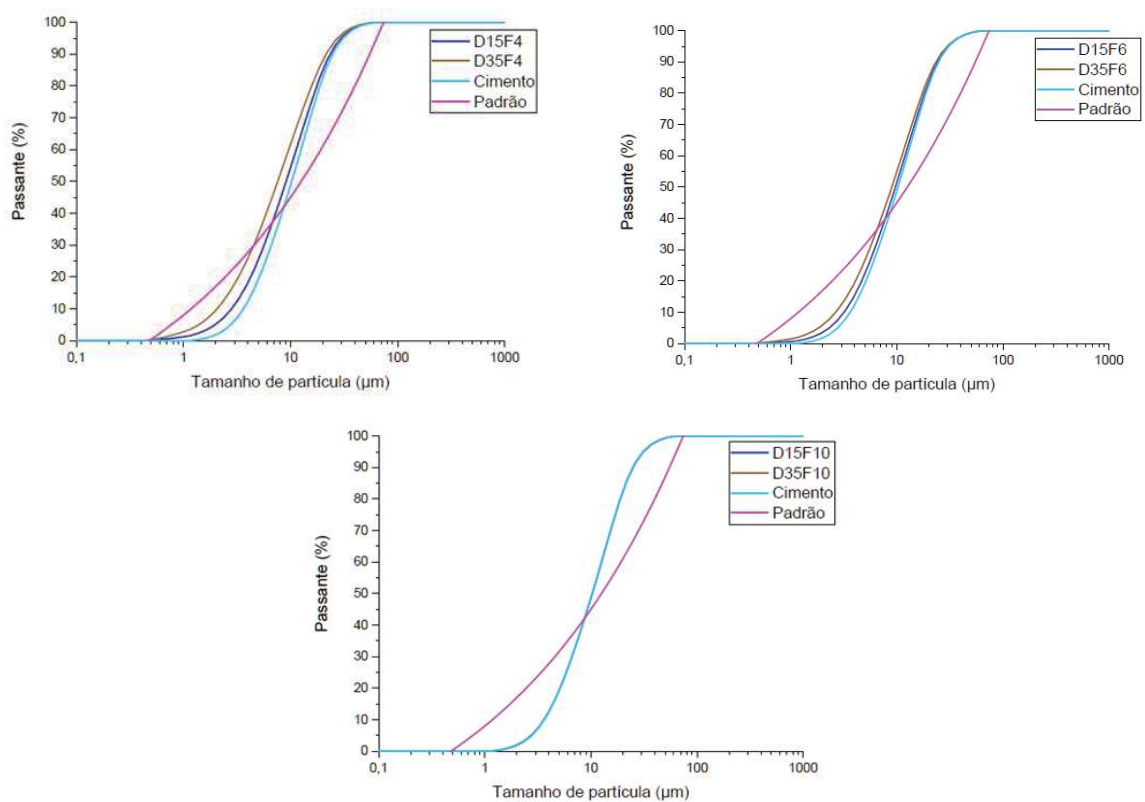 Passante (%)
100
90
80
70
60
50
40
30
20
10
0
D15F4
D35F4
Cimento
Padrão
0,1 1 10 100 1000
Tamanho de partícula (µm)
Passante (%)
100
90
80
70
60
50
40
30
20
10
0
D15F6
D35F6
Cimento
Padrão
0,1 1 10 100 1000
Tamanho de partícula (µm)
Passante (%)
100
90
80
70
60
50
40
30
20
10
0
D15F10
D35F10
Cimento
Padrão
0,1 1 10 100 1000
Tamanho de partícula (µm)